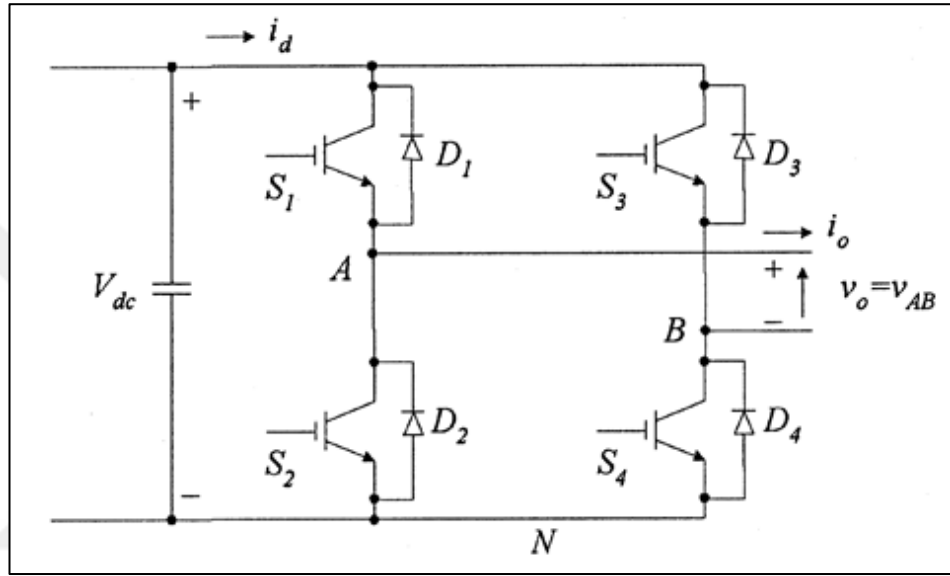 i_d
+
S_1
D_1
S_3
D_3
i_o
A
+
V_dc
v_o=v_AB
B
−
S_2
D_2
S_4
D_4
−
N